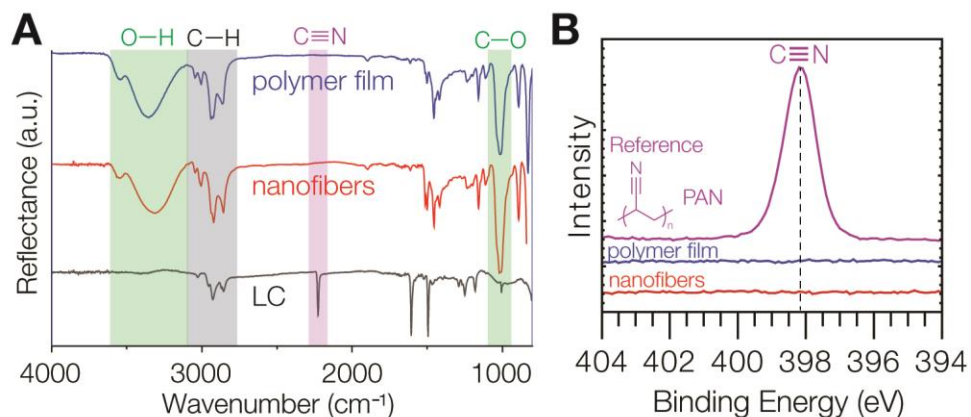 A
O—H
C—H
C≡N
C—O
polymer film
nanofibers
LC
Reflectance (a.u.)
4000
3000
2000
1000
Wavenumber (cm⁻¹)
B
C≡N
Reference
N
PAN
n
polymer film
nanofibers
Intensity
404
402
400
398
396
394
Binding Energy (eV)